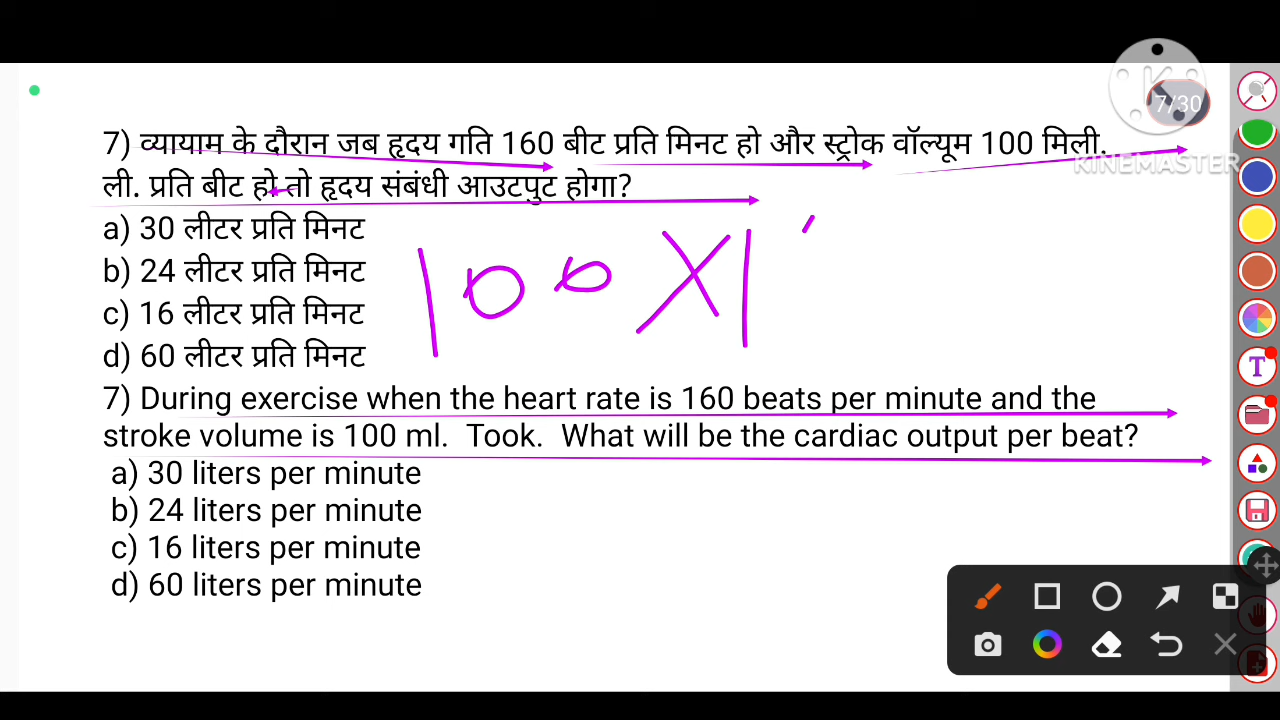 7/30
KINEMASTER
7) व्यायाम के दौरान जब हृदय गति 160 बीट प्रति मिनट हो और स्ट्रोक वॉल्यूम 100 मिली.
ली. प्रति बीट हो तो हृदय संबंधी आउटपुट होगा?
a) 30 लीटर प्रति मिनट
b) 24 लीटर प्रति मिनट
c) 16 लीटर प्रति मिनट
d) 60 लीटर प्रति मिनट
100 X1
7) During exercise when the heart rate is 160 beats per minute and the
stroke volume is 100 ml. Took. What will be the cardiac output per beat?
a) 30 liters per minute
b) 24 liters per minute
c) 16 liters per minute
d) 60 liters per minute
T